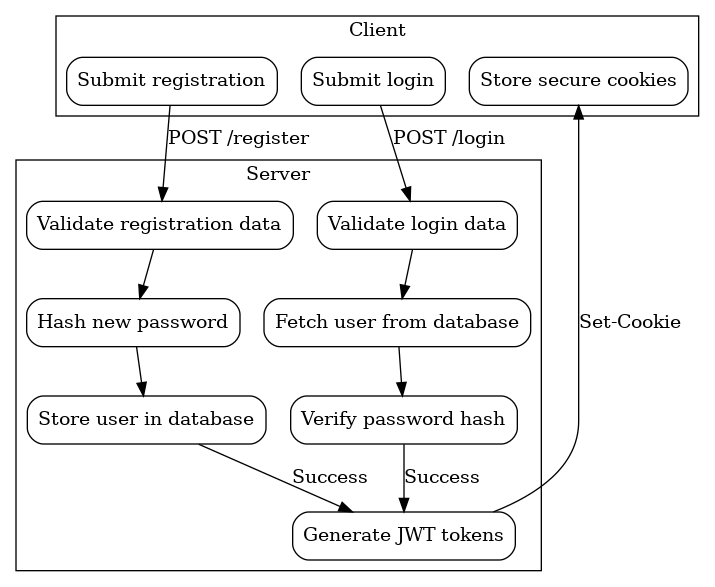 Client
Submit registration
Submit login
Store secure cookies
POST /register
POST /login
Server
Validate registration data
Validate login data
Hash new password
Fetch user from database
Set-Cookie
Store user in database
Verify password hash
Success
Success
Generate JWT tokens